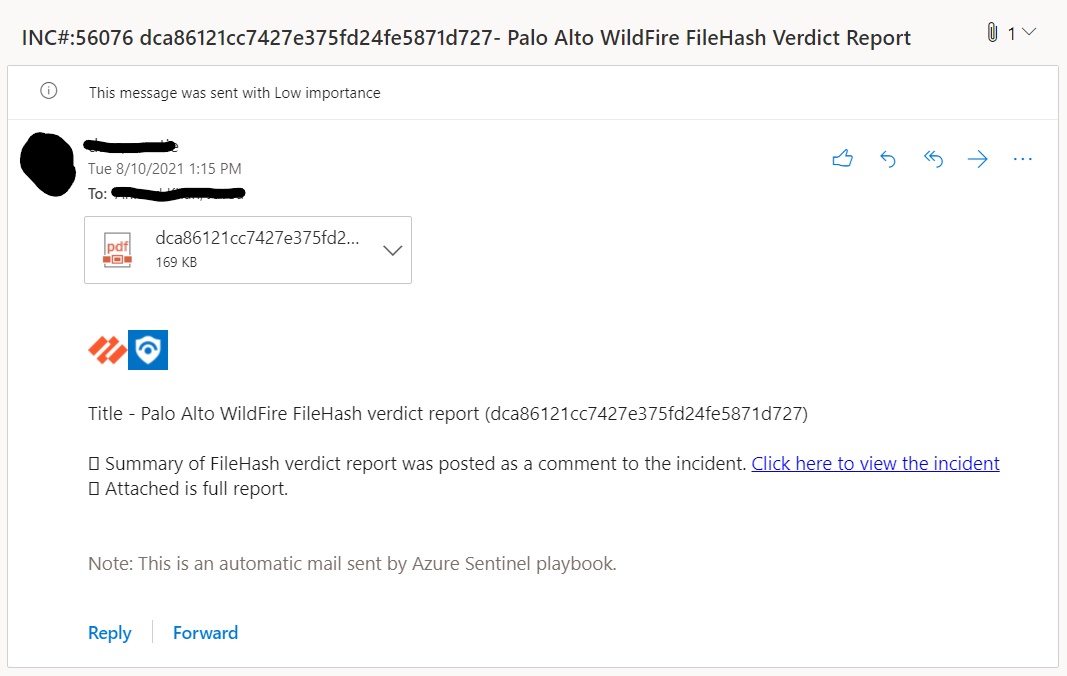 INC#:56076 dca86121cc7427e375fd24fe5871d727- Palo Alto WildFire FileHash Verdict Report
1
This message was sent with Low importance
Tue 8/10/2021 1:15 PM
To:
pdf
dca86121cc7427e375fd2...
169 KB
Title - Palo Alto WildFire FileHash verdict report (dca86121cc7427e375fd24fe5871d727)
Summary of FileHash verdict report was posted as a comment to the incident. Click here to view the incident
Attached is full report.
Note: This is an automatic mail sent by Azure Sentinel playbook.
Reply
Forward